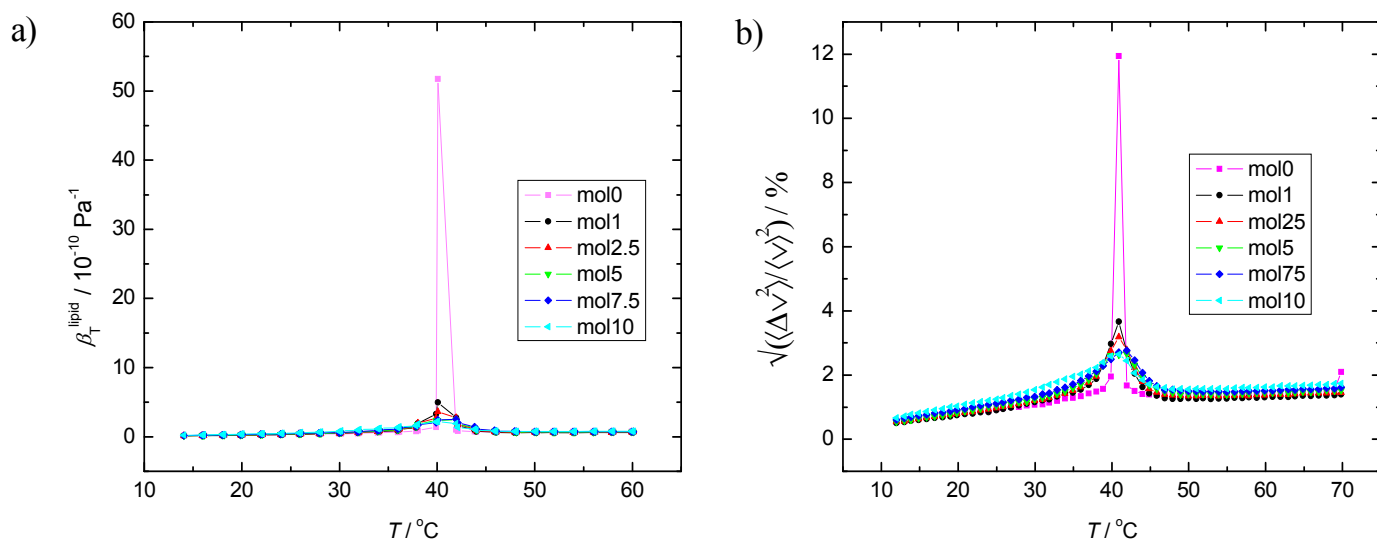 a)
60
50
40
30
20
10
0
β_T^lipid / 10^-10 Pa^-1
mol0
mol1
mol2.5
mol5
mol7.5
mol10
10 20 30 40 50 60
T / °C
b)
12
10
8
6
4
2
0
√(⟨Δv²⟩/⟨v⟩²) / %
mol0
mol1
mol25
mol5
mol75
mol10
10 20 30 40 50 60 70
T / °C